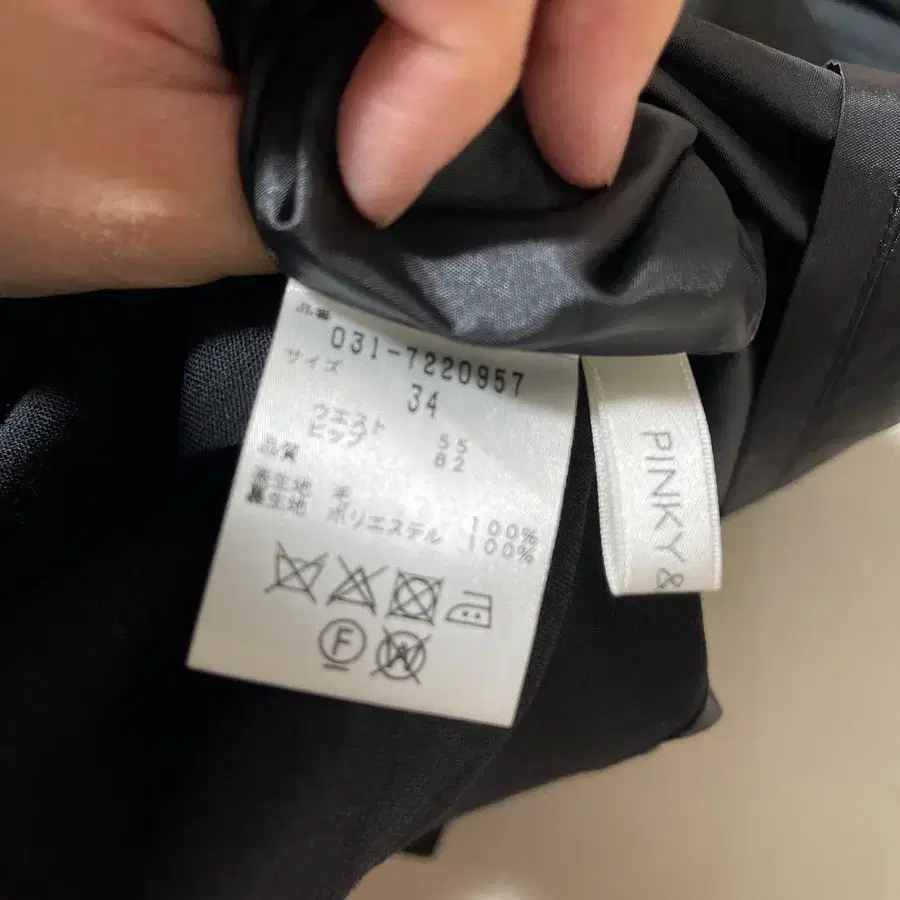 品番
031-7220957
サイズ
34
ウエスト 55
ヒップ 82
品質
表生地 毛 100%
裏生地 ポリエステル 100%
F
W
PINKY &